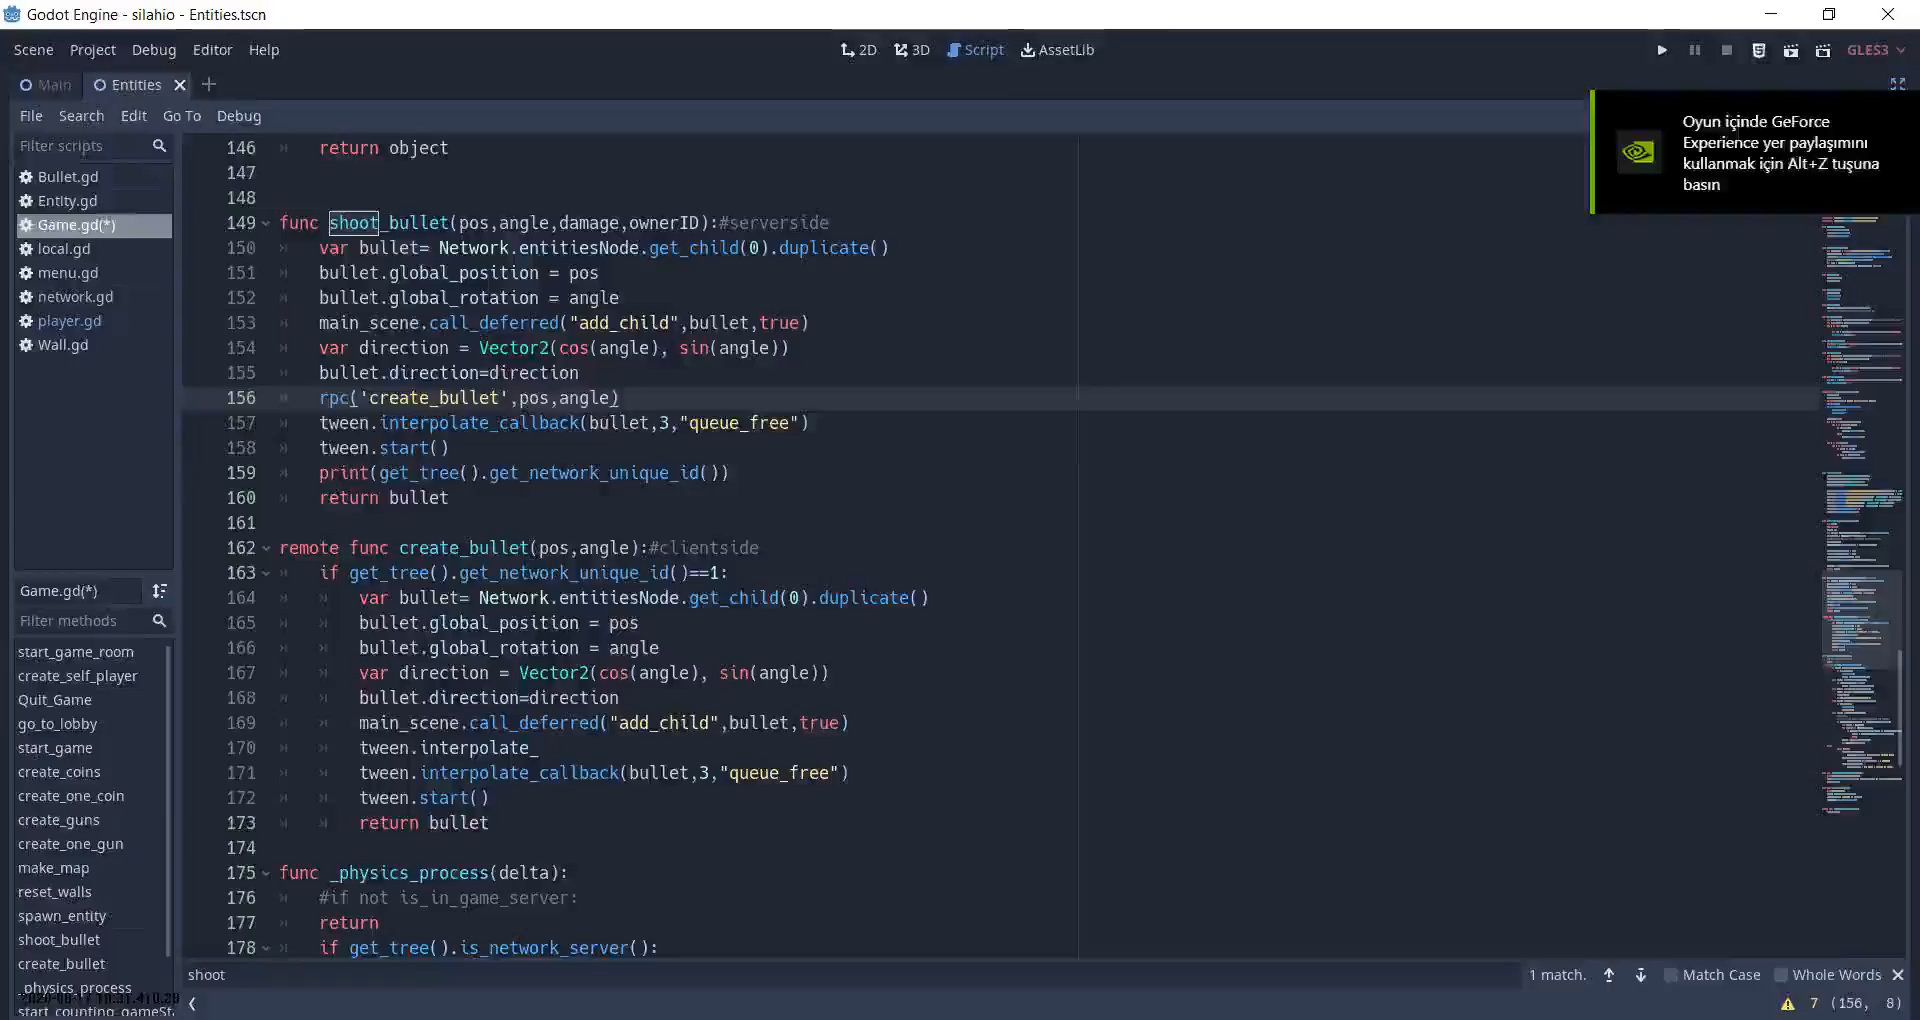 Godot Engine - silahio - Entities.tscn
Scene Project Debug Editor Help
2D 3D Script AssetLib
GLES3
Main Entities
File Search Edit Go To Debug
Oyun içinde GeForce
Experience yer paylaşımını
kullanmak için Alt+Z tuşuna
basın
Filter scripts
Bullet.gd
Entity.gd
Game.gd(*)
local.gd
menu.gd
network.gd
player.gd
Wall.gd
Game.gd(*)
Filter methods
start_game_room
create_self_player
Quit_Game
go_to_lobby
start_game
create_coins
create_one_coin
create_guns
create_one_gun
make_map
reset_walls
spawn_entity
shoot_bullet
create_bullet
_physics_process
start_counting_gameSt
146 return object
147
148
149 func shoot_bullet(pos,angle,damage,ownerID):#serverside
150 var bullet= Network.entitiesNode.get_child(0).duplicate()
151 bullet.global_position = pos
152 bullet.global_rotation = angle
153 main_scene.call_deferred("add_child",bullet,true)
154 var direction = Vector2(cos(angle), sin(angle))
155 bullet.direction=direction
156 rpc('create_bullet',pos,angle)
157 tween.interpolate_callback(bullet,3,"queue_free")
158 tween.start()
159 print(get_tree().get_network_unique_id())
160 return bullet
161
162 remote func create_bullet(pos,angle):#clientside
163 if get_tree().get_network_unique_id()==1:
164 var bullet= Network.entitiesNode.get_child(0).duplicate()
165 bullet.global_position = pos
166 bullet.global_rotation = angle
167 var direction = Vector2(cos(angle), sin(angle))
168 bullet.direction=direction
169 main_scene.call_deferred("add_child",bullet,true)
170 tween.interpolate_
171 tween.interpolate_callback(bullet,3,"queue_free")
172 tween.start()
173 return bullet
174
175 func _physics_process(delta):
176 #if not is_in_game_server:
177 return
178 if get_tree().is_network_server():
shoot
1 match. Match Case Whole Words
7 (156, 8)